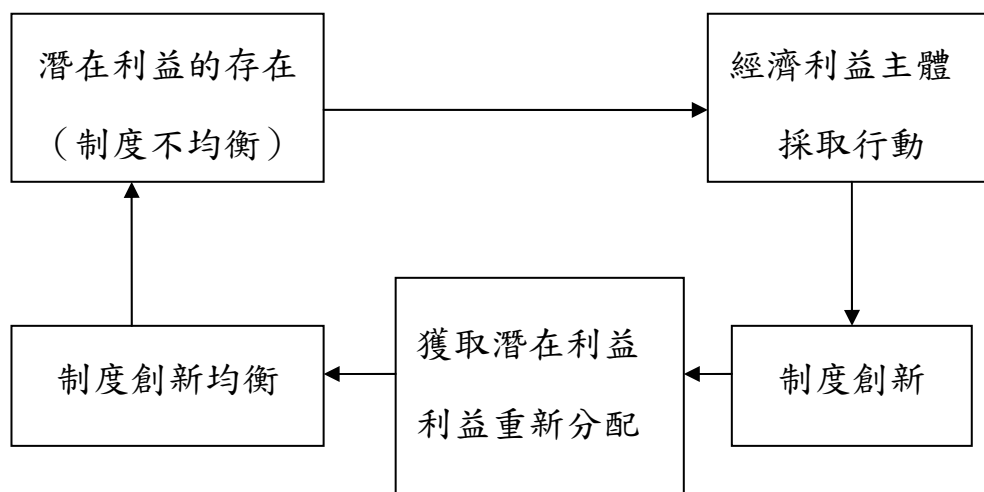 潛在利益的存在
（制度不均衡）
經濟利益主體
採取行動
制度創新均衡
獲取潛在利益
利益重新分配
制度創新